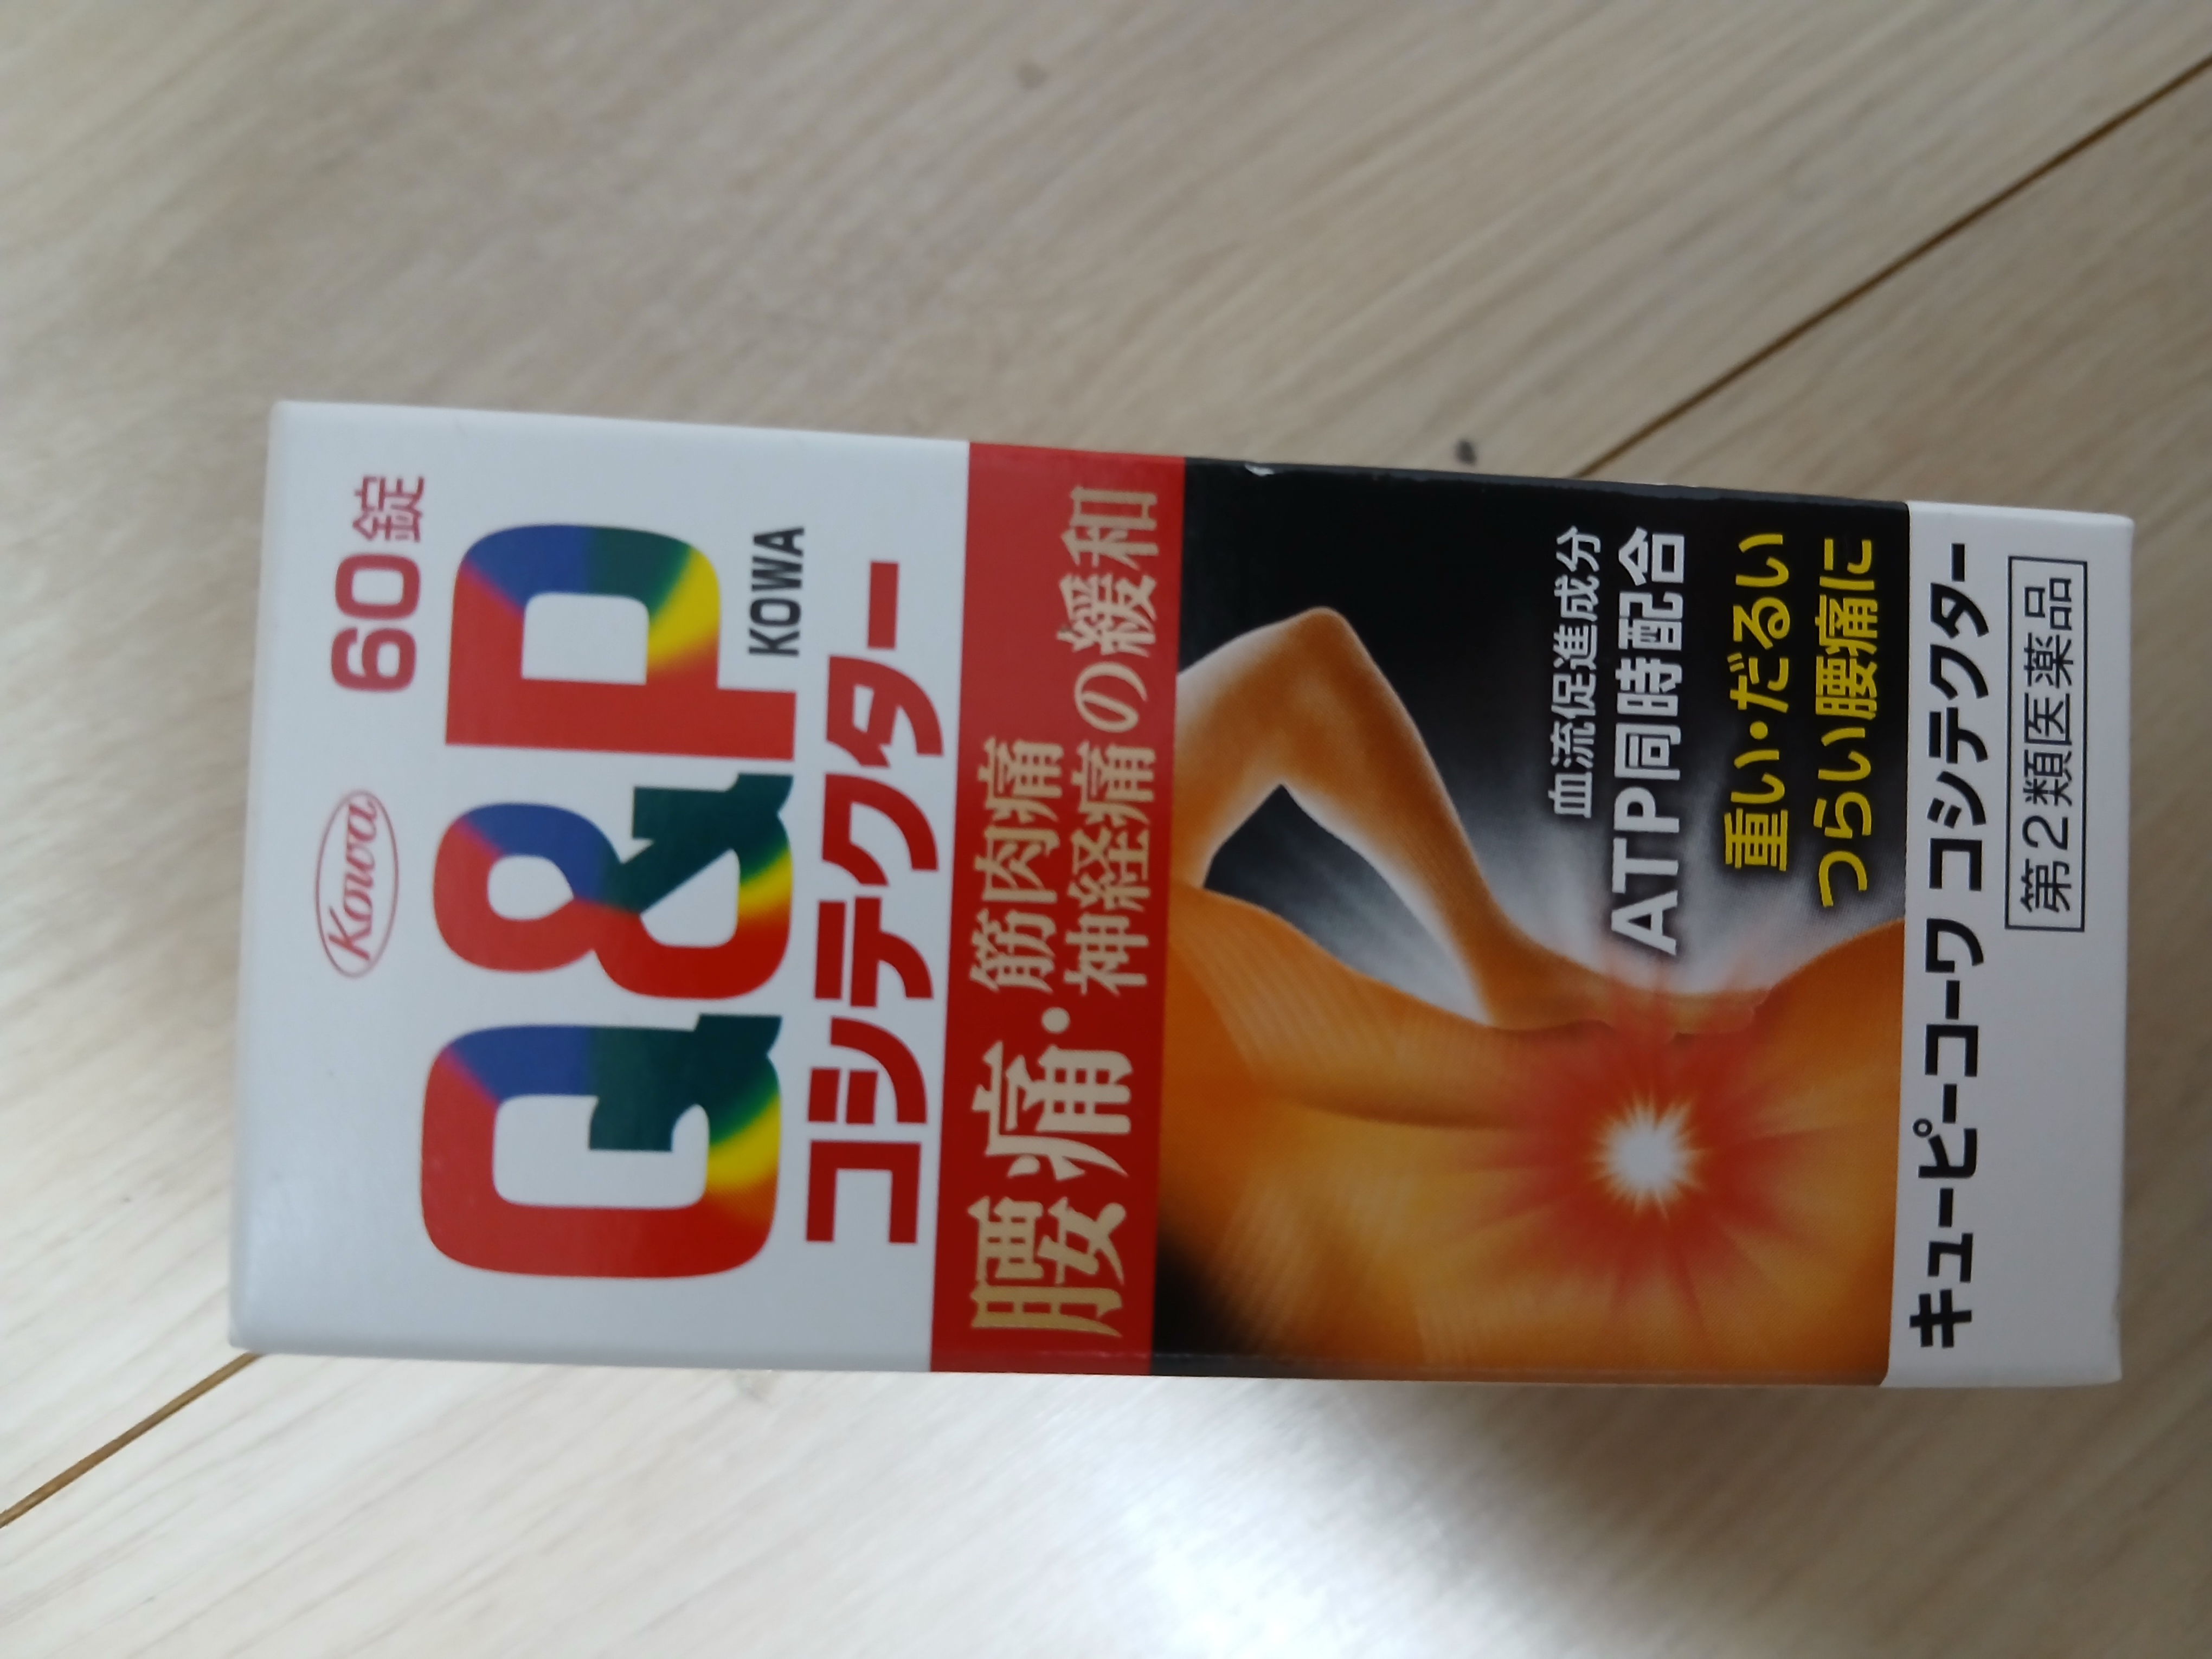 Kowa
60錠
Q&P
KOWA
コシテクター
腰痛・筋肉痛
神経痛の緩和
血流促進成分
ATP同時配合
重い・だるい
つらい腰痛に
キューピーコーワ コシテクター
第2類医薬品